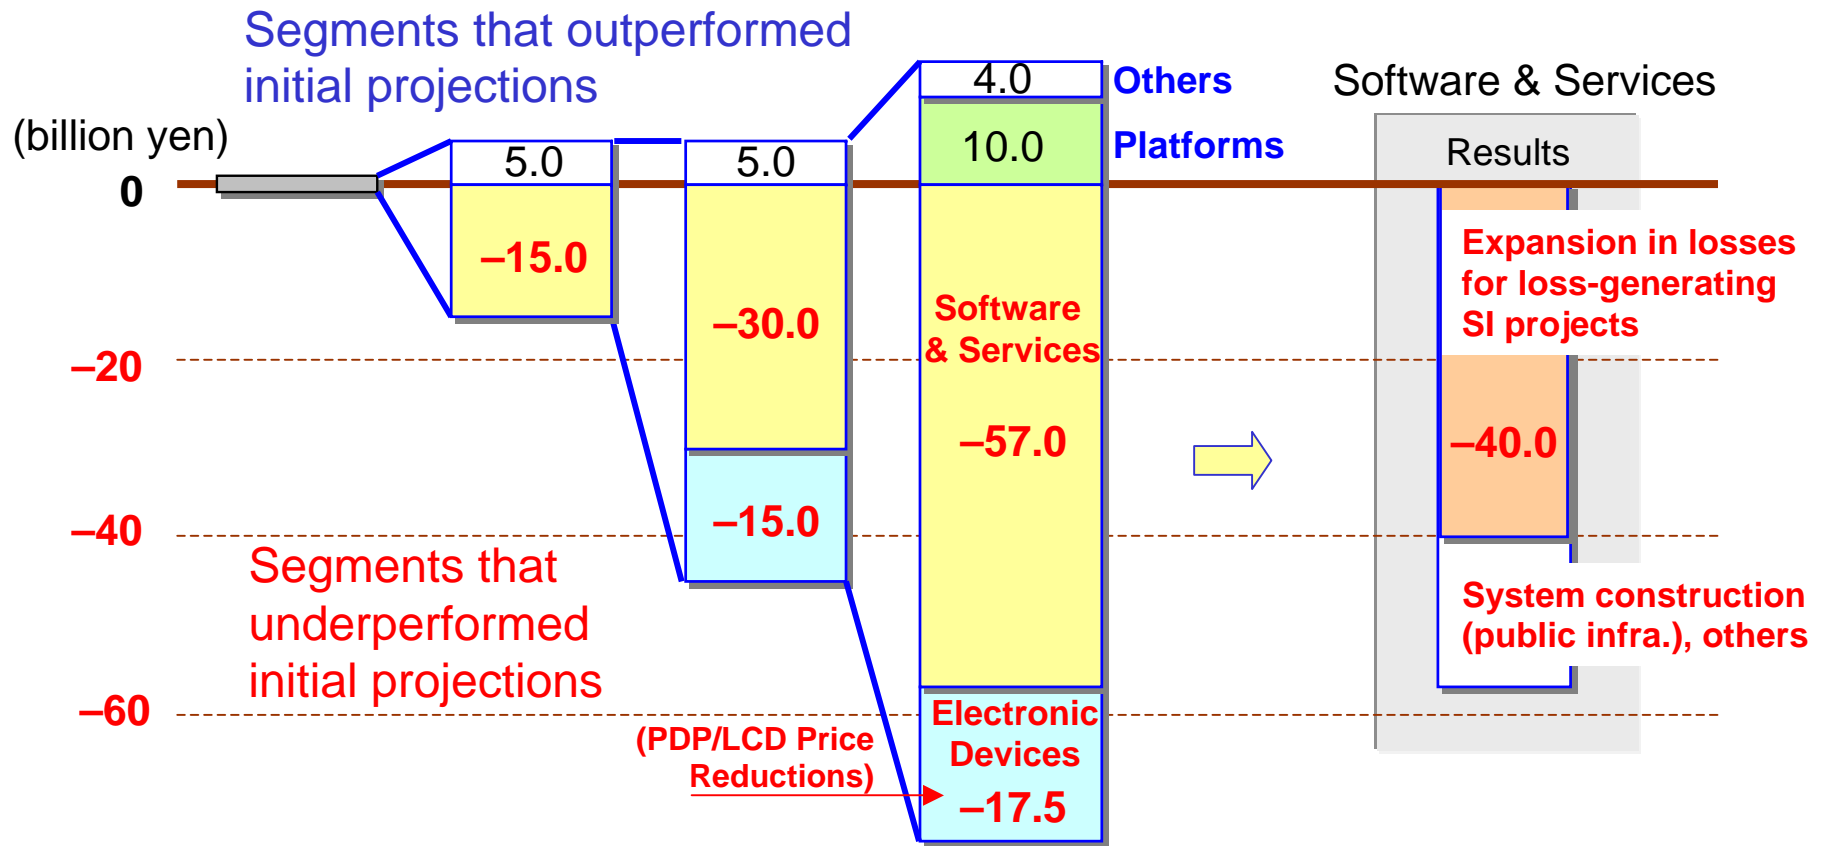 Segments that outperformed
initial projections
(billion yen)
0
–20
–40
–60
5.0
–15.0
5.0
–30.0
–15.0
4.0
Others
10.0
Platforms
Software
& Services
–57.0
Electronic
Devices
–17.5
(PDP/LCD Price
Reductions)
Segments that
underperformed
initial projections
Software & Services
Results
Expansion in losses
for loss-generating
SI projects
–40.0
System construction
(public infra.), others